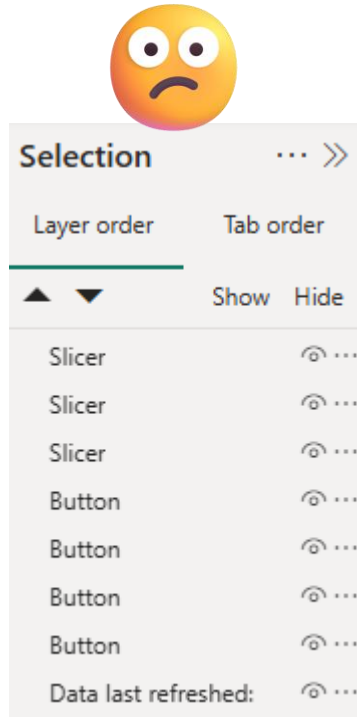 Selection
Layer order Tab order
Show Hide
Slicer
Slicer
Slicer
Button
Button
Button
Button
Data last refreshed: